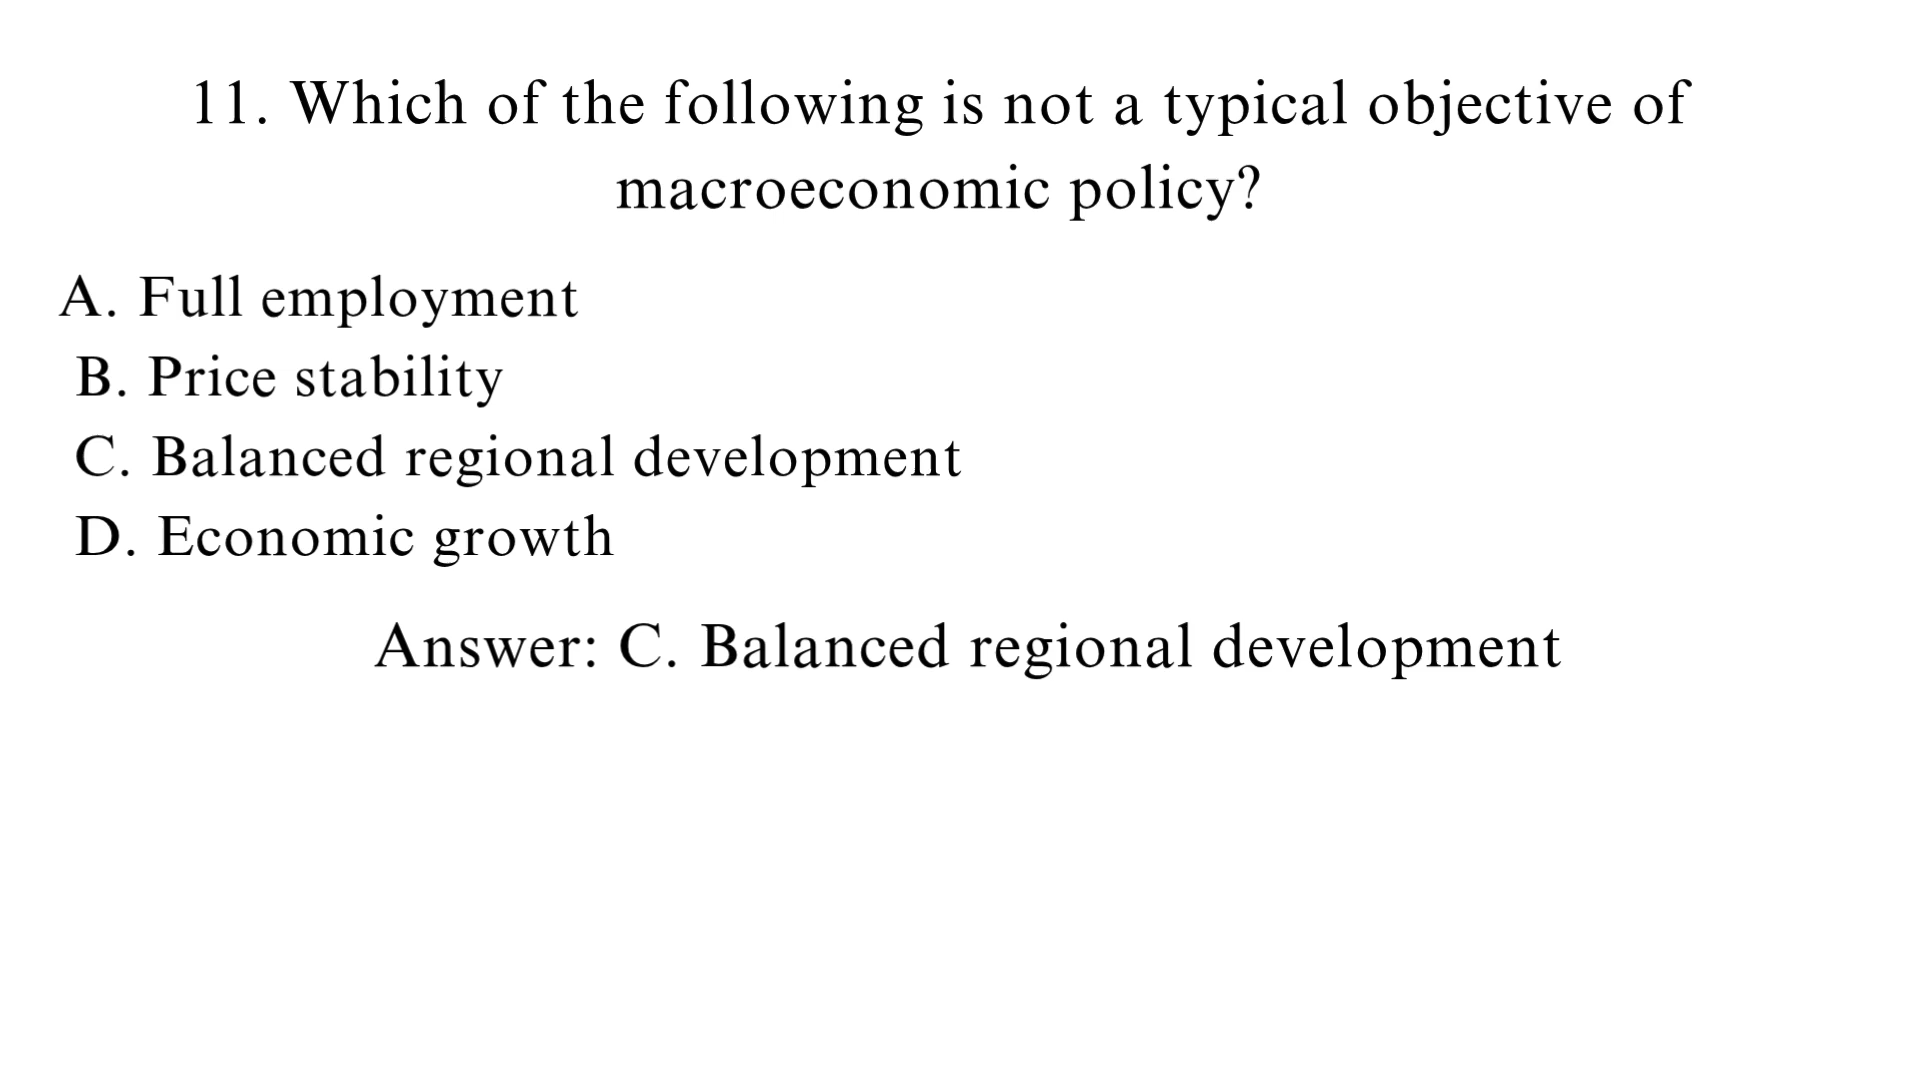 11. Which of the following is not a typical objective of
macroeconomic policy?
A. Full employment
B. Price stability
C. Balanced regional development
D. Economic growth
Answer: C. Balanced regional development